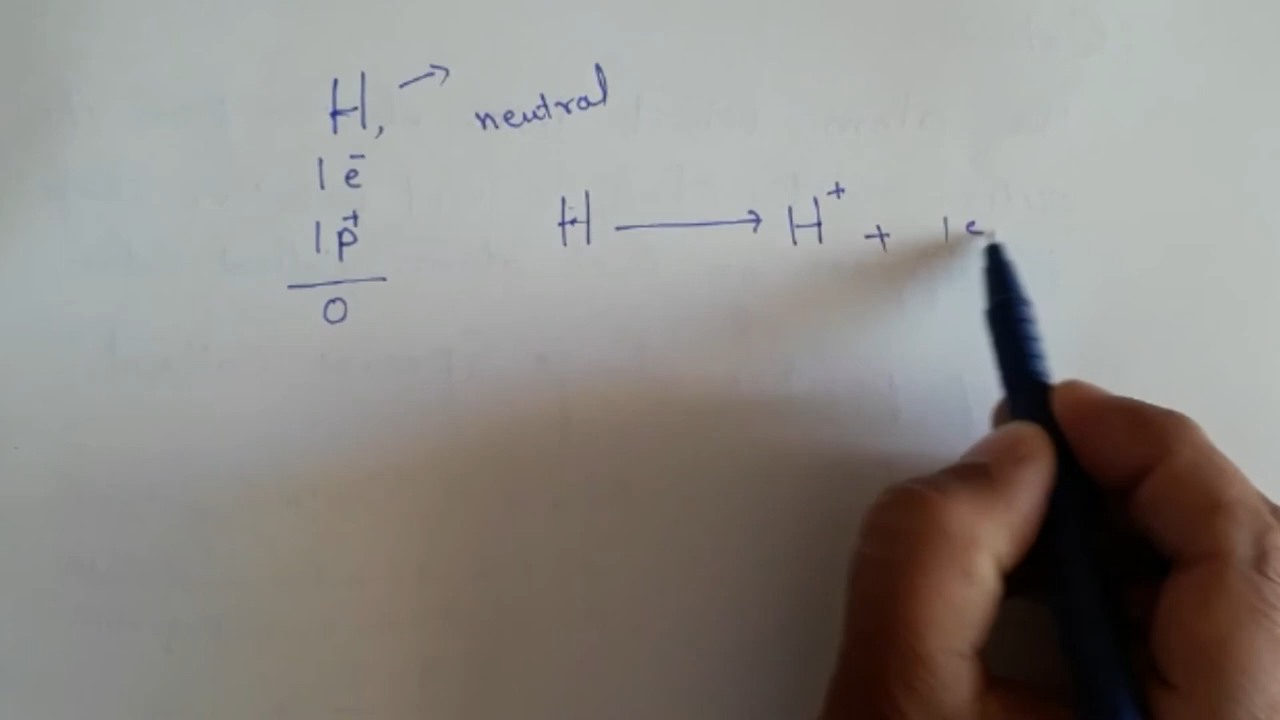 H, → neutral
1 e⁻
1 p⁺
H ⟶ H⁺ + 1e
0